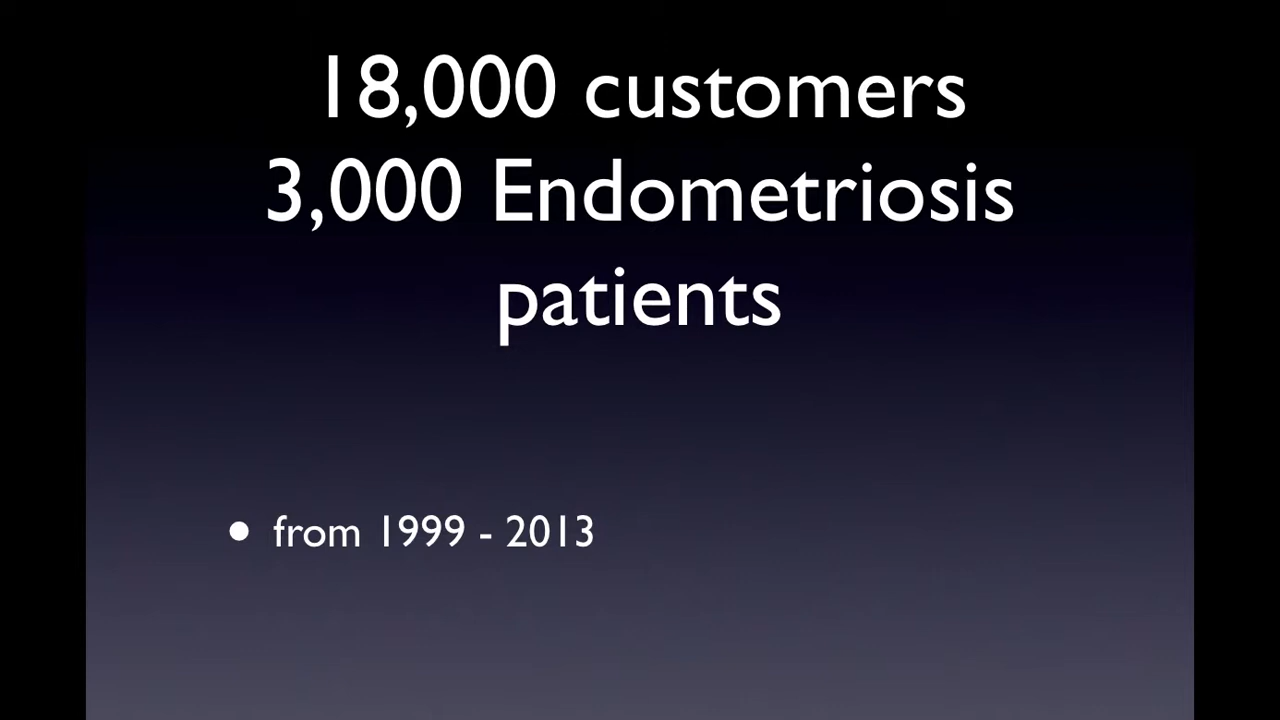 18,000 customers
3,000 Endometriosis
patients
• from 1999 - 2013